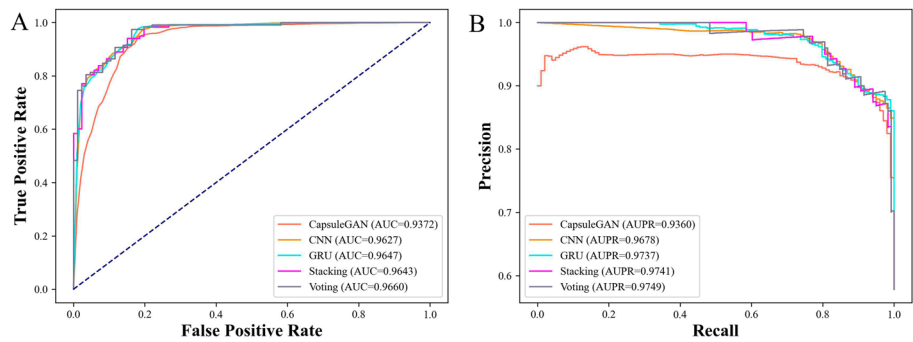 A
1.0
0.8
0.6
0.4
0.2
0.0
True Positive Rate
0.0 0.2 0.4 0.6 0.8 1.0
False Positive Rate
CapsuleGAN (AUC=0.9372)
CNN (AUC=0.9627)
GRU (AUC=0.9647)
Stacking (AUC=0.9643)
Voting (AUC=0.9660)
B
1.0
0.9
0.8
0.7
0.6
Precision
0.0 0.2 0.4 0.6 0.8 1.0
Recall
CapsuleGAN (AUPR=0.9360)
CNN (AUPR=0.9678)
GRU (AUPR=0.9737)
Stacking (AUPR=0.9741)
Voting (AUPR=0.9749)